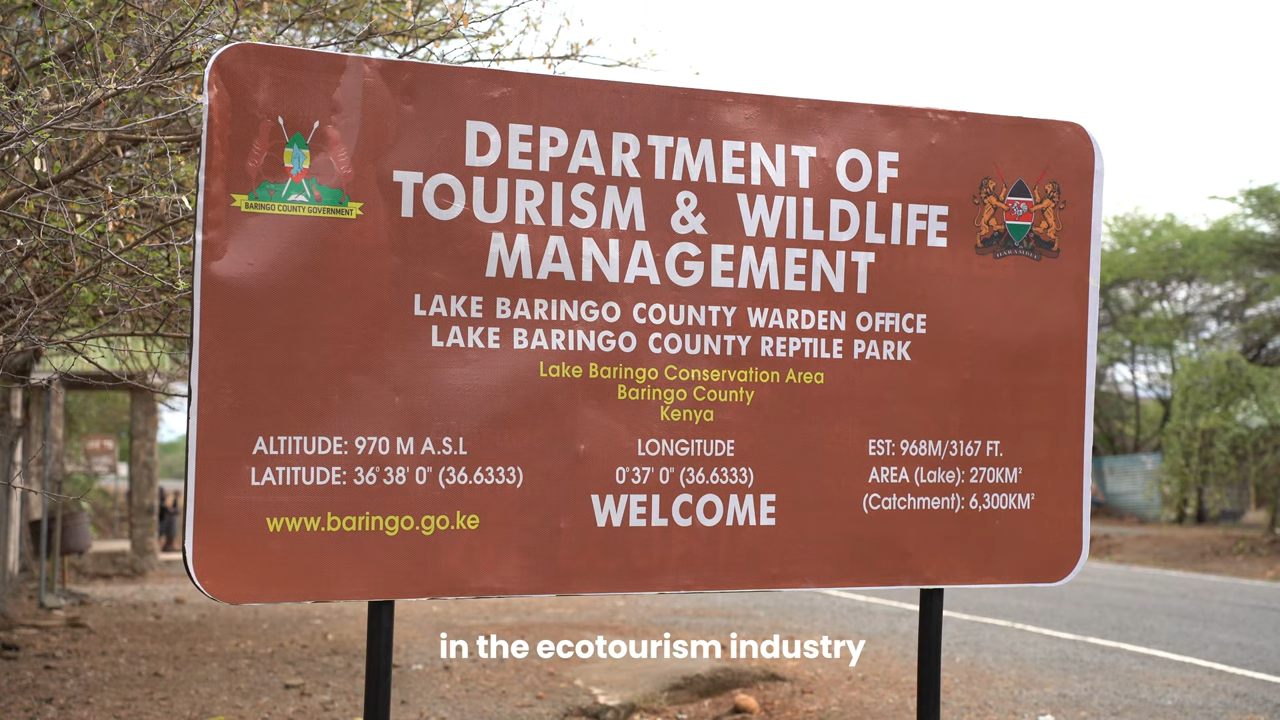 DEPARTMENT OF
TOURISM & WILDLIFE
MANAGEMENT
BARINGO COUNTY GOVERNMENT
HARAMBEE
LAKE BARINGO COUNTY WARDEN OFFICE
LAKE BARINGO COUNTY REPTILE PARK
Lake Baringo Conservation Area
Baringo County
Kenya
ALTITUDE: 970 M A.S.L
LATITUDE: 36° 38' 0" (36.6333)
www.baringo.go.ke
LONGITUDE
0°37' 0" (36.6333)
WELCOME
EST: 968M/3167 FT.
AREA (Lake): 270KM²
(Catchment): 6,300KM²
in the ecotourism industry